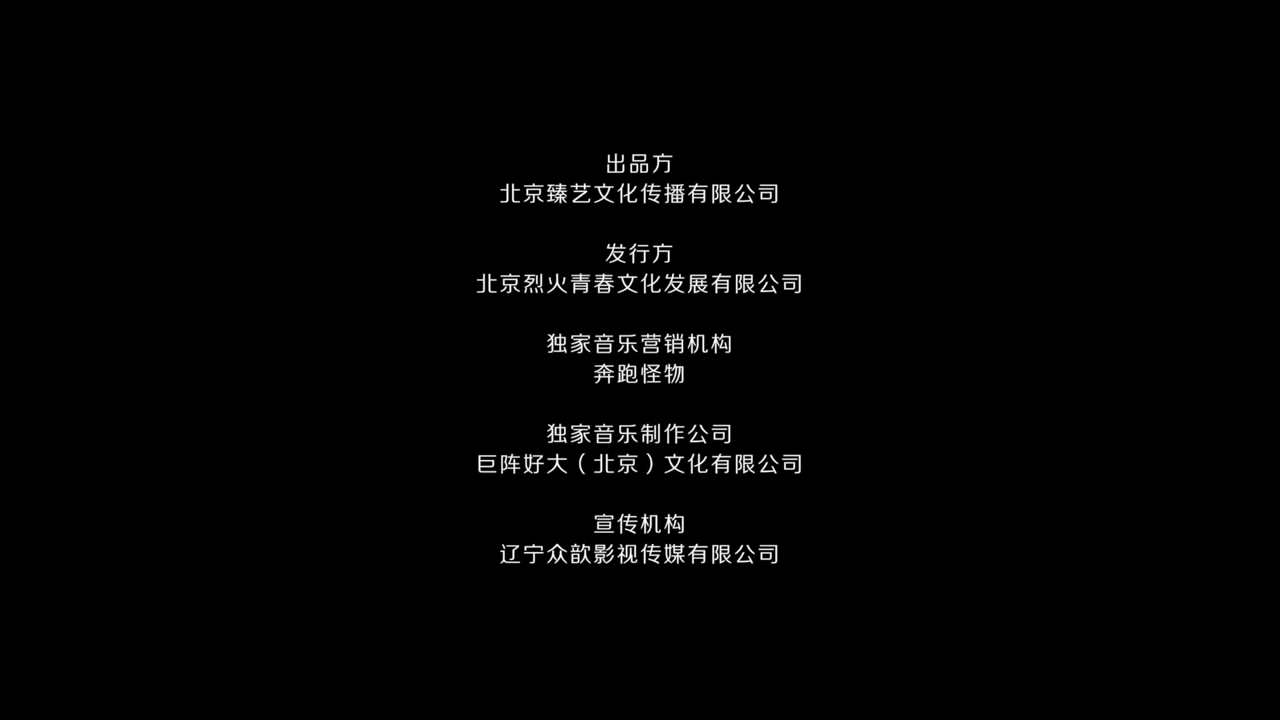 出品方
北京臻艺文化传播有限公司
发行方
北京烈火青春文化发展有限公司
独家音乐营销机构
奔跑怪物
独家音乐制作公司
巨阵好大（北京）文化有限公司
宣传机构
辽宁众歆影视传媒有限公司